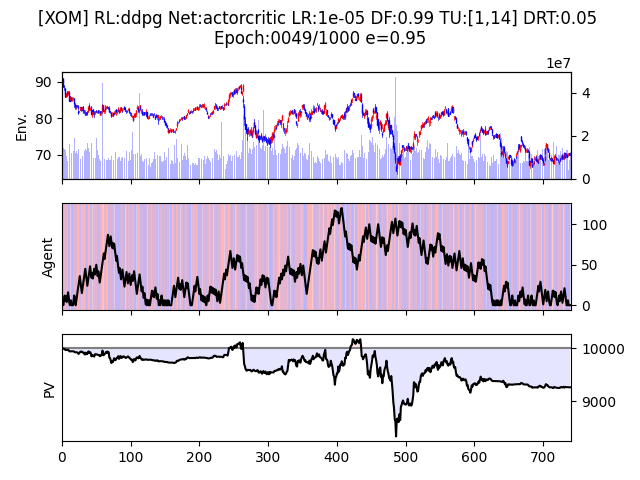 [XOM] RL:ddpg Net:actorcritic LR:1e-05 DF:0.99 TU:[1,14] DRT:0.05
Epoch:0049/1000 e=0.95
1e7
Env.
90
80
70
4
2
0
Agent
100
50
0
PV
10000
9000
0 100 200 300 400 500 600 700